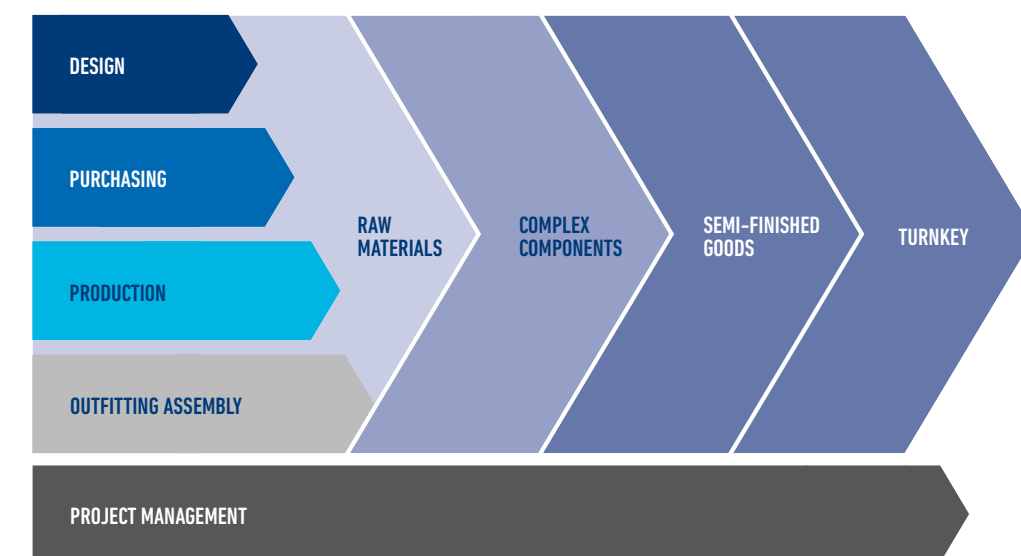 DESIGN
PURCHASING
PRODUCTION
OUTFITTING ASSEMBLY
RAW
MATERIALS
COMPLEX
COMPONENTS
SEMI-FINISHED
GOODS
TURNKEY
PROJECT MANAGEMENT